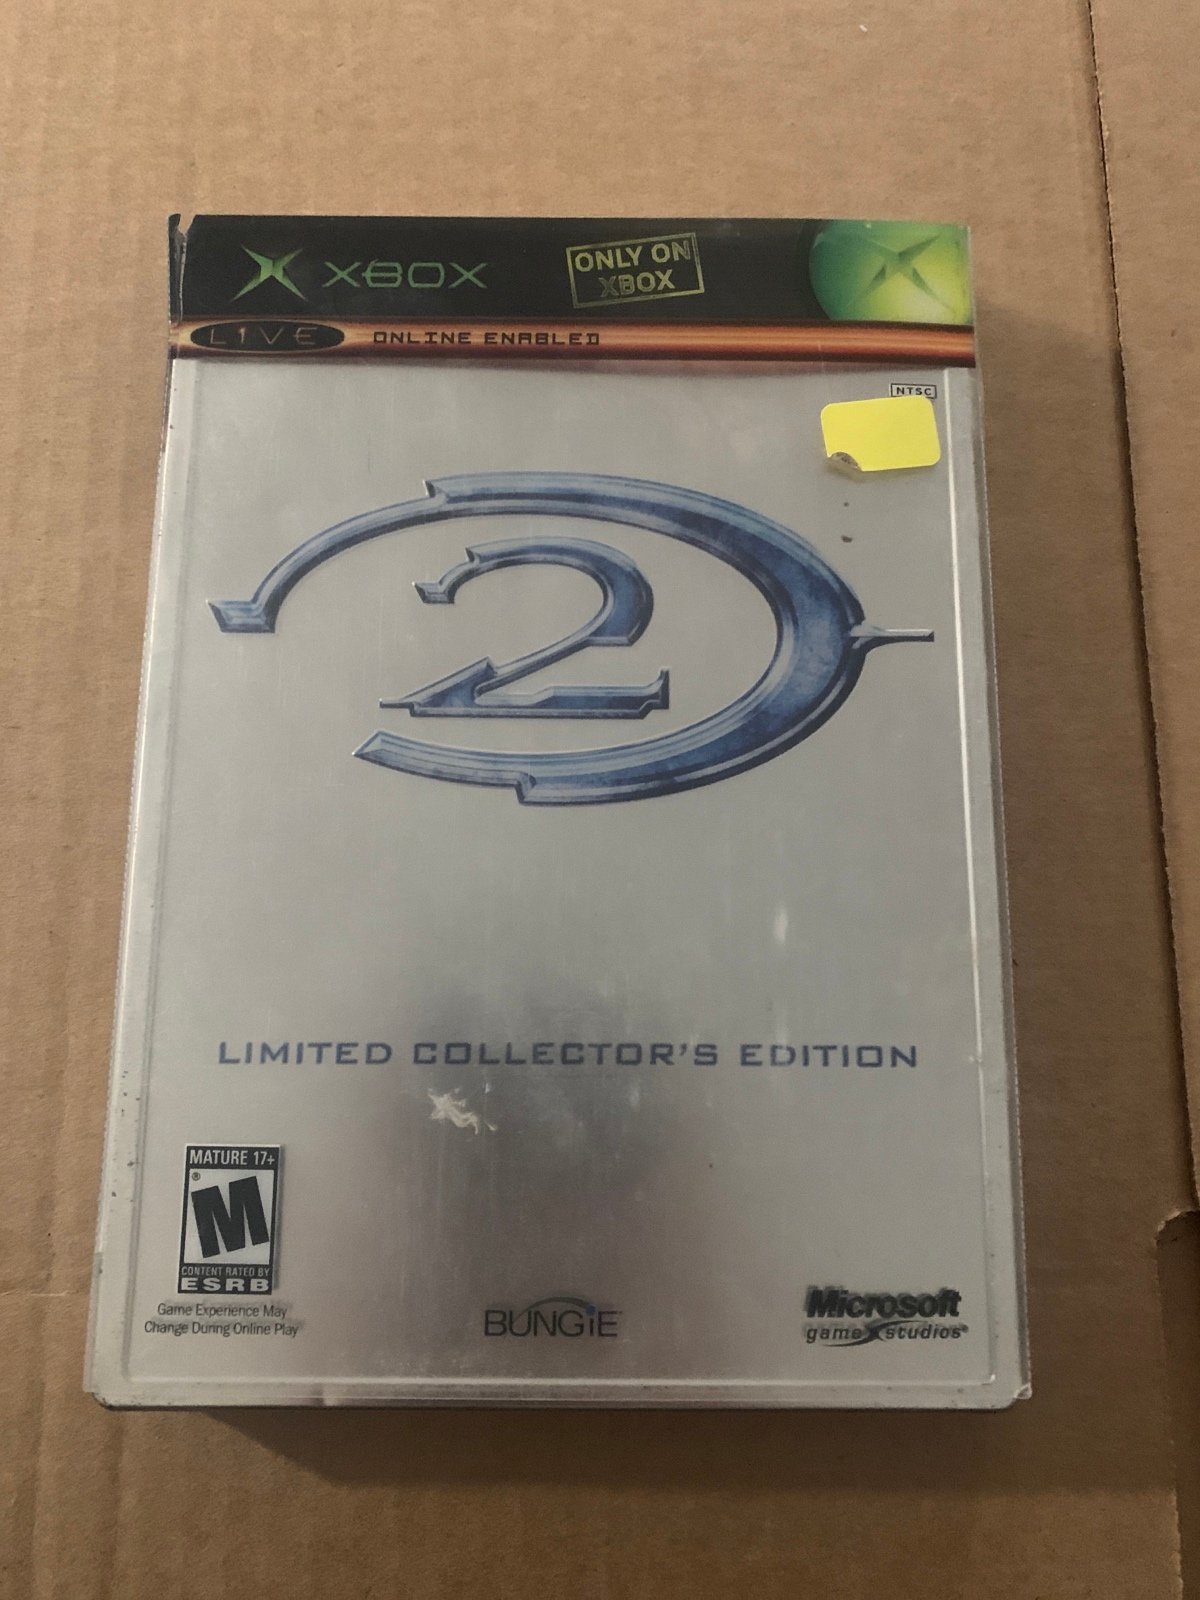 XBOX
ONLY ON
XBOX
LIVE ONLINE ENABLED
NTSC
2
LIMITED COLLECTOR'S EDITION
MATURE 17+
M
®
CONTENT RATED BY
ESRB
Game Experience May
Change During Online Play
BUNGiE
Microsoft
game studios®